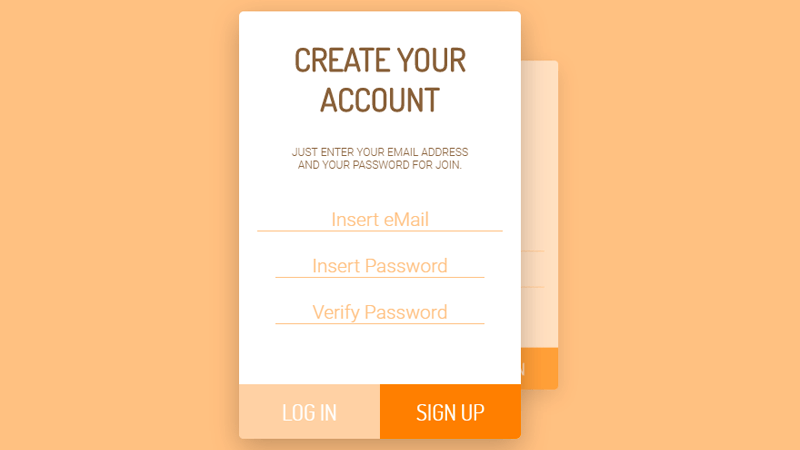 CREATE YOUR
ACCOUNT
JUST ENTER YOUR EMAIL ADDRESS
AND YOUR PASSWORD FOR JOIN.
Insert eMail
Insert Password
Verify Password
LOG IN
SIGN UP